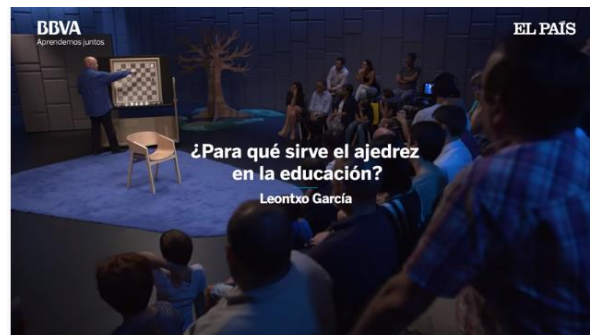 BBVA
Aprendemos juntos
EL PAÍS
¿Para qué sirve el ajedrez
en la educación?
Leontxo García